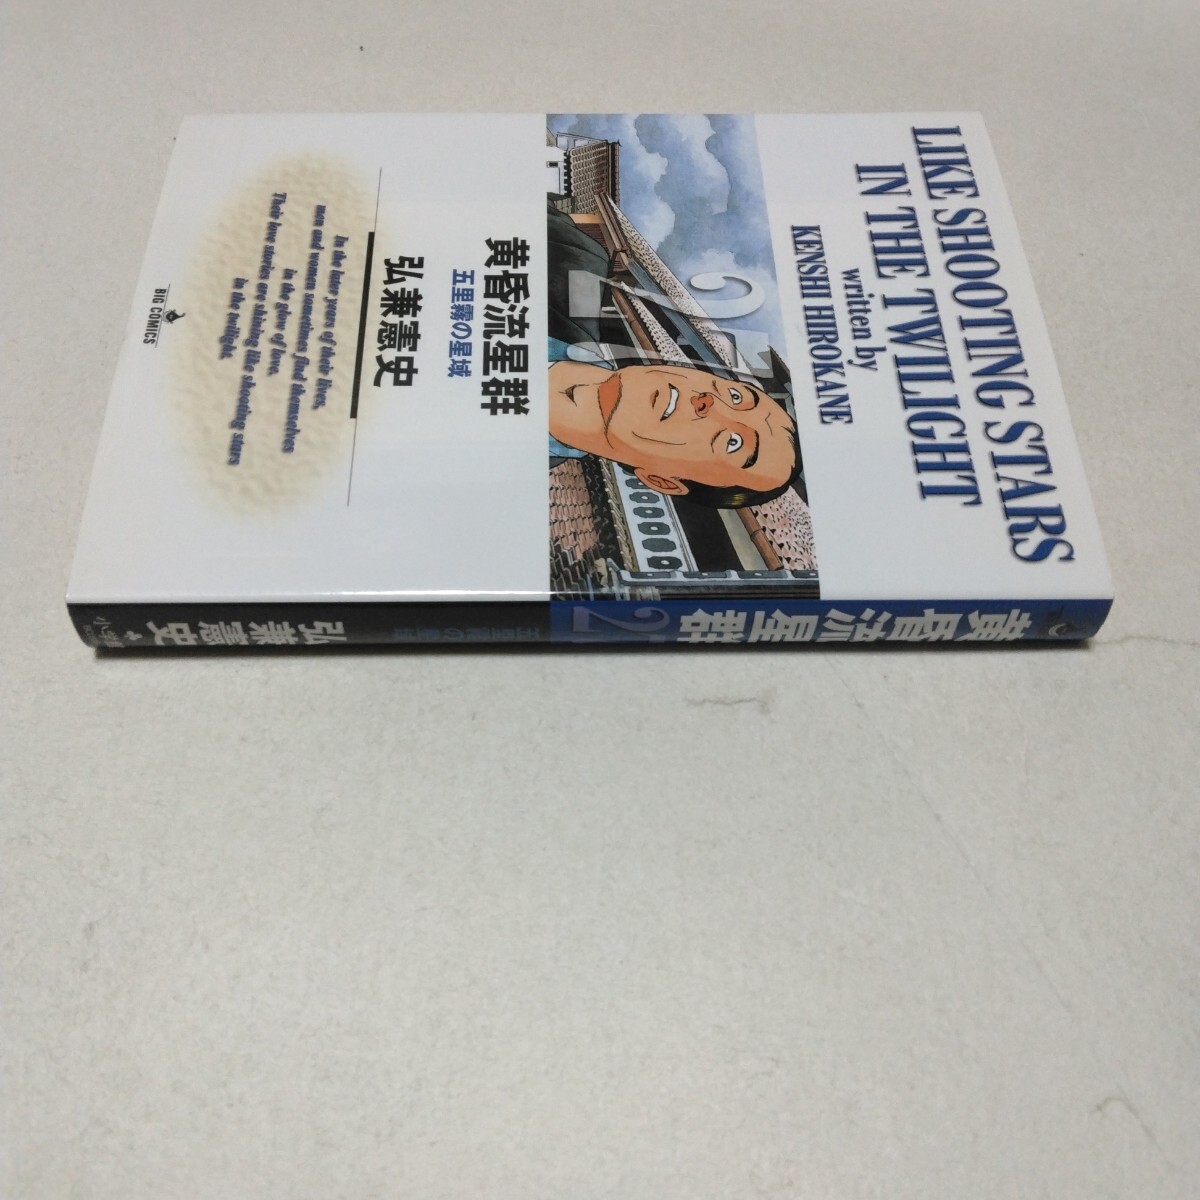 LIKE SHOOTING STARS
IN THE TWILIGHT
written by
KENSHI HIROKANE
黄昏流星群
五里霧の星域
弘兼憲史
In the later years of their lives,
men and women sometimes find themselves
in the glow of love.
Their love stories are shining like shooting stars
in the twilight.
BIG COMICS
黄昏流星群
五里霧の星域
弘兼憲史